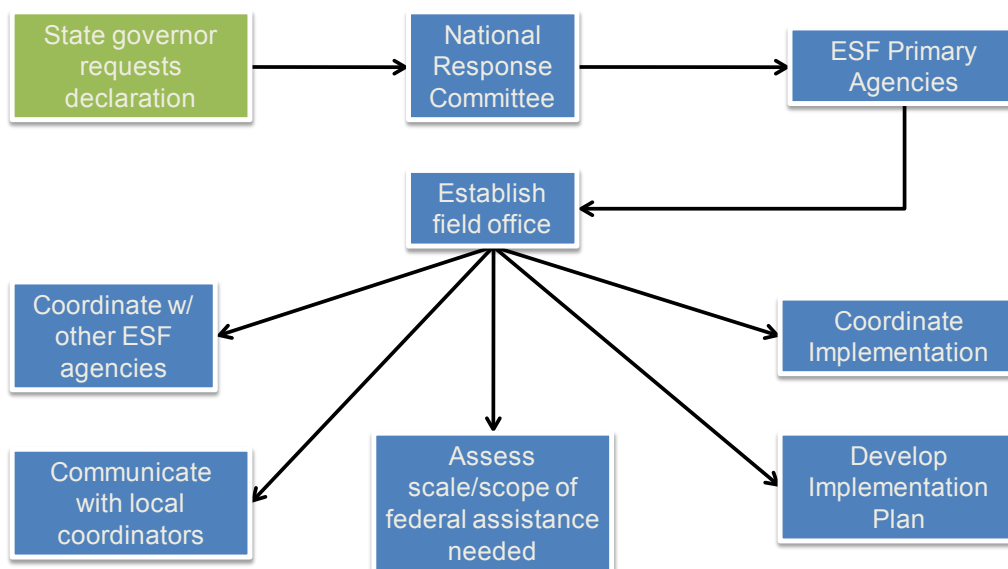 State governor
requests
declaration
National
Response
Committee
ESF Primary
Agencies
Establish
field office
Coordinate w/
other ESF
agencies
Coordinate
Implementation
Communicate
with local
coordinators
Assess
scale/scope of
federal assistance
needed
Develop
Implementation
Plan